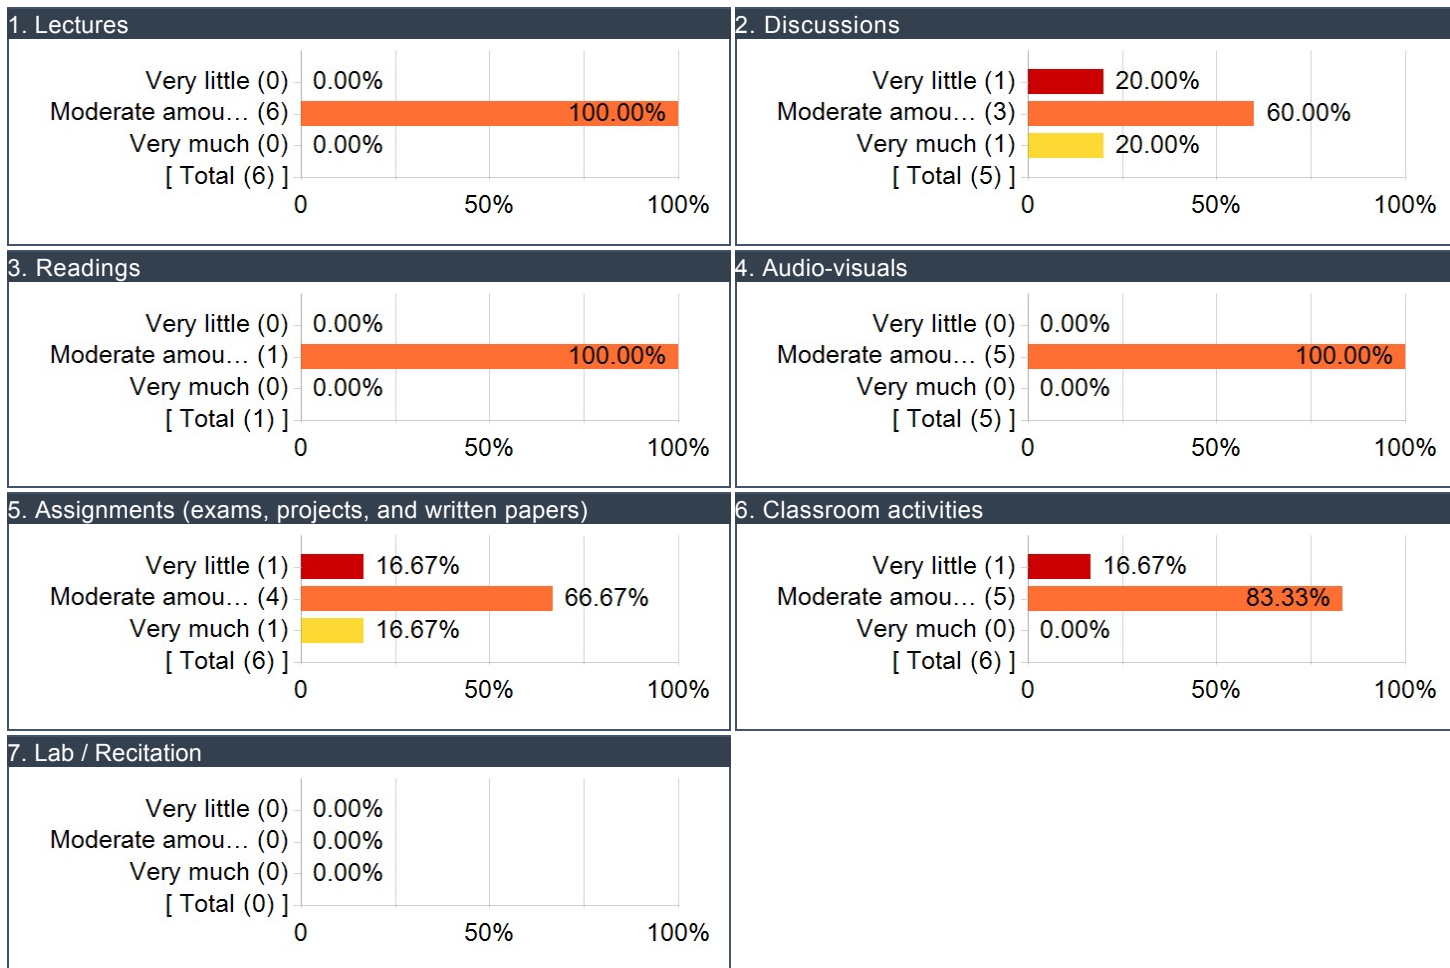 1. Lectures
Very little (0) 0.00%
Moderate amou... (6) 100.00%
Very much (0) 0.00%
[ Total (6) ]
0 50% 100%
2. Discussions
Very little (1) 20.00%
Moderate amou... (3) 60.00%
Very much (1) 20.00%
[ Total (5) ]
0 50% 100%
3. Readings
Very little (0) 0.00%
Moderate amou... (1) 100.00%
Very much (0) 0.00%
[ Total (1) ]
0 50% 100%
4. Audio-visuals
Very little (0) 0.00%
Moderate amou... (5) 100.00%
Very much (0) 0.00%
[ Total (5) ]
0 50% 100%
5. Assignments (exams, projects, and written papers)
Very little (1) 16.67%
Moderate amou... (4) 66.67%
Very much (1) 16.67%
[ Total (6) ]
0 50% 100%
6. Classroom activities
Very little (1) 16.67%
Moderate amou... (5) 83.33%
Very much (0) 0.00%
[ Total (6) ]
0 50% 100%
7. Lab / Recitation
Very little (0) 0.00%
Moderate amou... (0) 0.00%
Very much (0) 0.00%
[ Total (0) ]
0 50% 100%